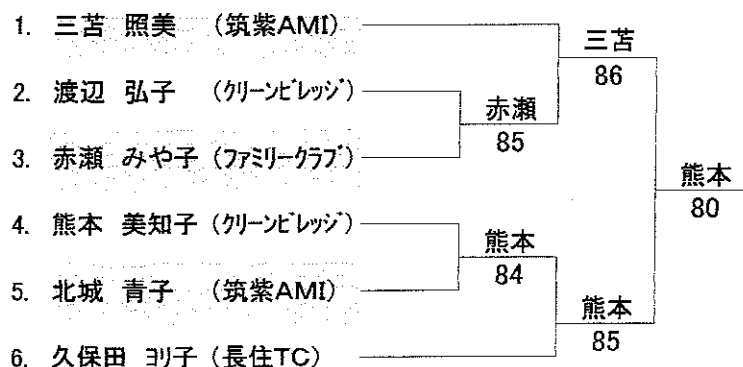 1. 三苫 照美 (筑紫AMI)
三苫
86
2. 渡辺 弘子 (クリーンビレッジ)
赤瀬
85
3. 赤瀬 みや子 (ファミリークラブ)
熊本
80
4. 熊本 美知子 (クリーンビレッジ)
熊本
84
5. 北城 青子 (筑紫AMI)
熊本
85
6. 久保田 ヨリ子 (長住TC)